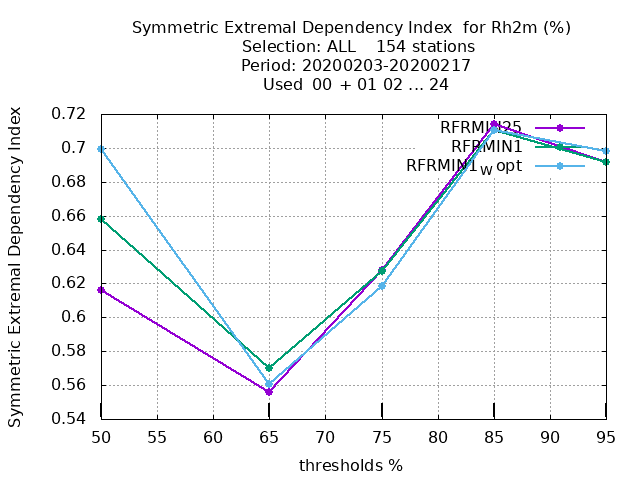 Symmetric Extremal Dependency Index for Rh2m (%)
Selection: ALL 154 stations
Period: 20200203-20200217
Used 00 + 01 02 ... 24
Symmetric Extremal Dependency Index
0.72
0.7
0.68
0.66
0.64
0.62
0.6
0.58
0.56
0.54
RFRMIN25
RFRMIN1
RFRMIN1w opt
50 55 60 65 70 75 80 85 90 95
thresholds %